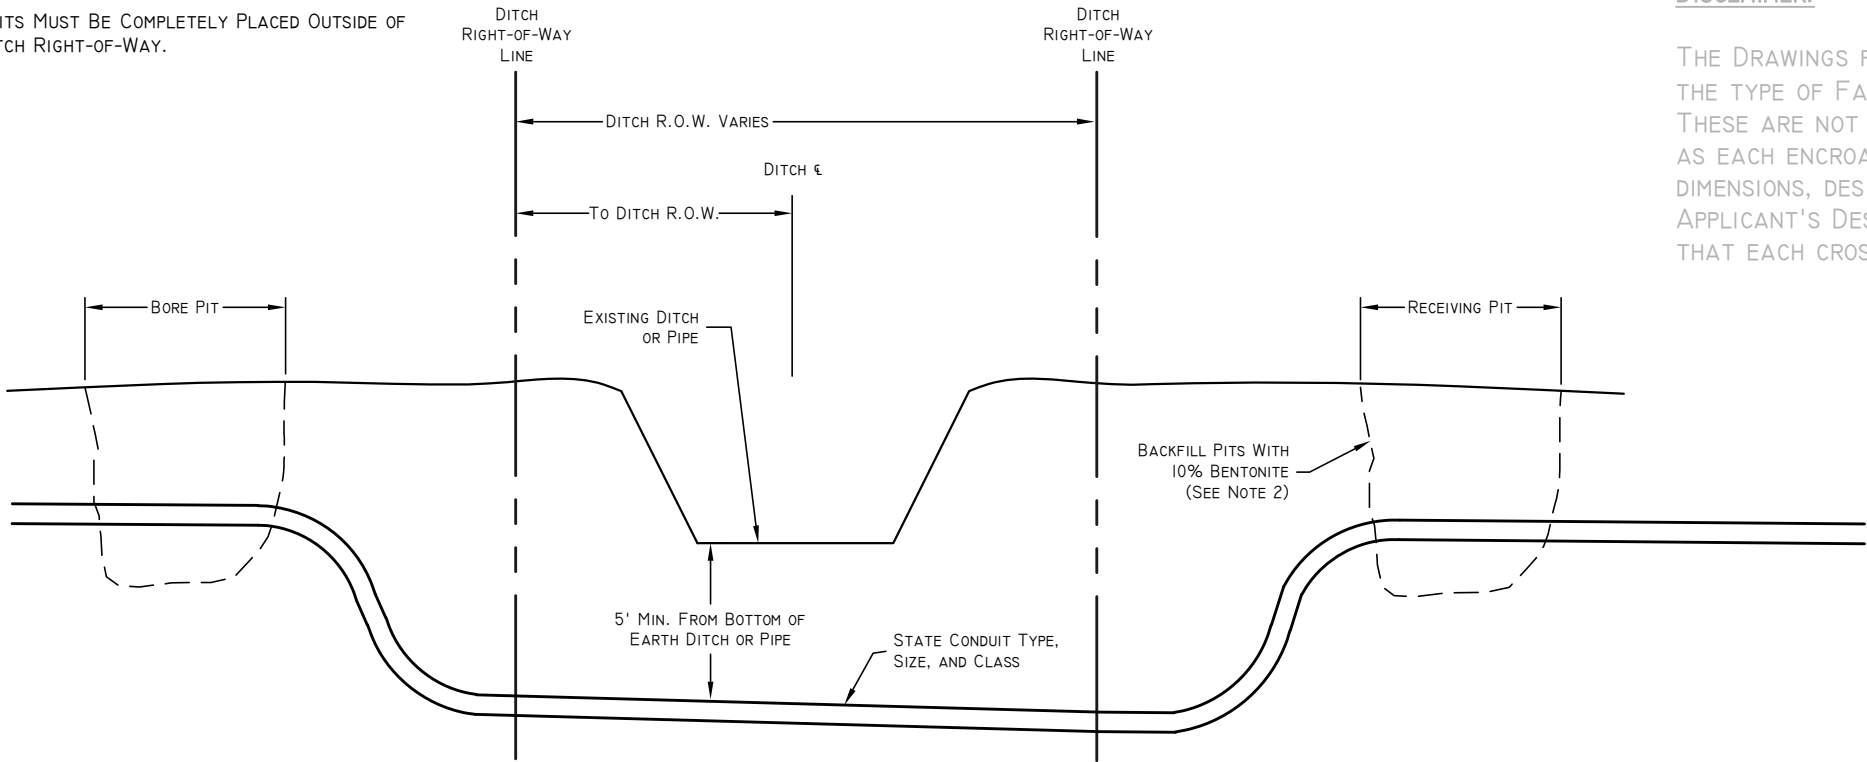 ITS MUST BE COMPLETELY PLACED OUTSIDE OF
TCH RIGHT-OF-WAY.
DITCH
RIGHT-OF-WAY
LINE
DITCH
RIGHT-OF-WAY
LINE
DISCLAIMER:
THE DRAWINGS
THE TYPE OF FA
THESE ARE NOT
AS EACH ENCROA
DIMENSIONS, DES
APPLICANT'S DES
THAT EACH CROS
DITCH R.O.W. VARIES
DITCH ℄
TO DITCH R.O.W.
BORE PIT
EXISTING DITCH
OR PIPE
RECEIVING PIT
BACKFILL PITS WITH
10% BENTONITE
(SEE NOTE 2)
5' MIN. FROM BOTTOM OF
EARTH DITCH OR PIPE
STATE CONDUIT TYPE,
SIZE, AND CLASS